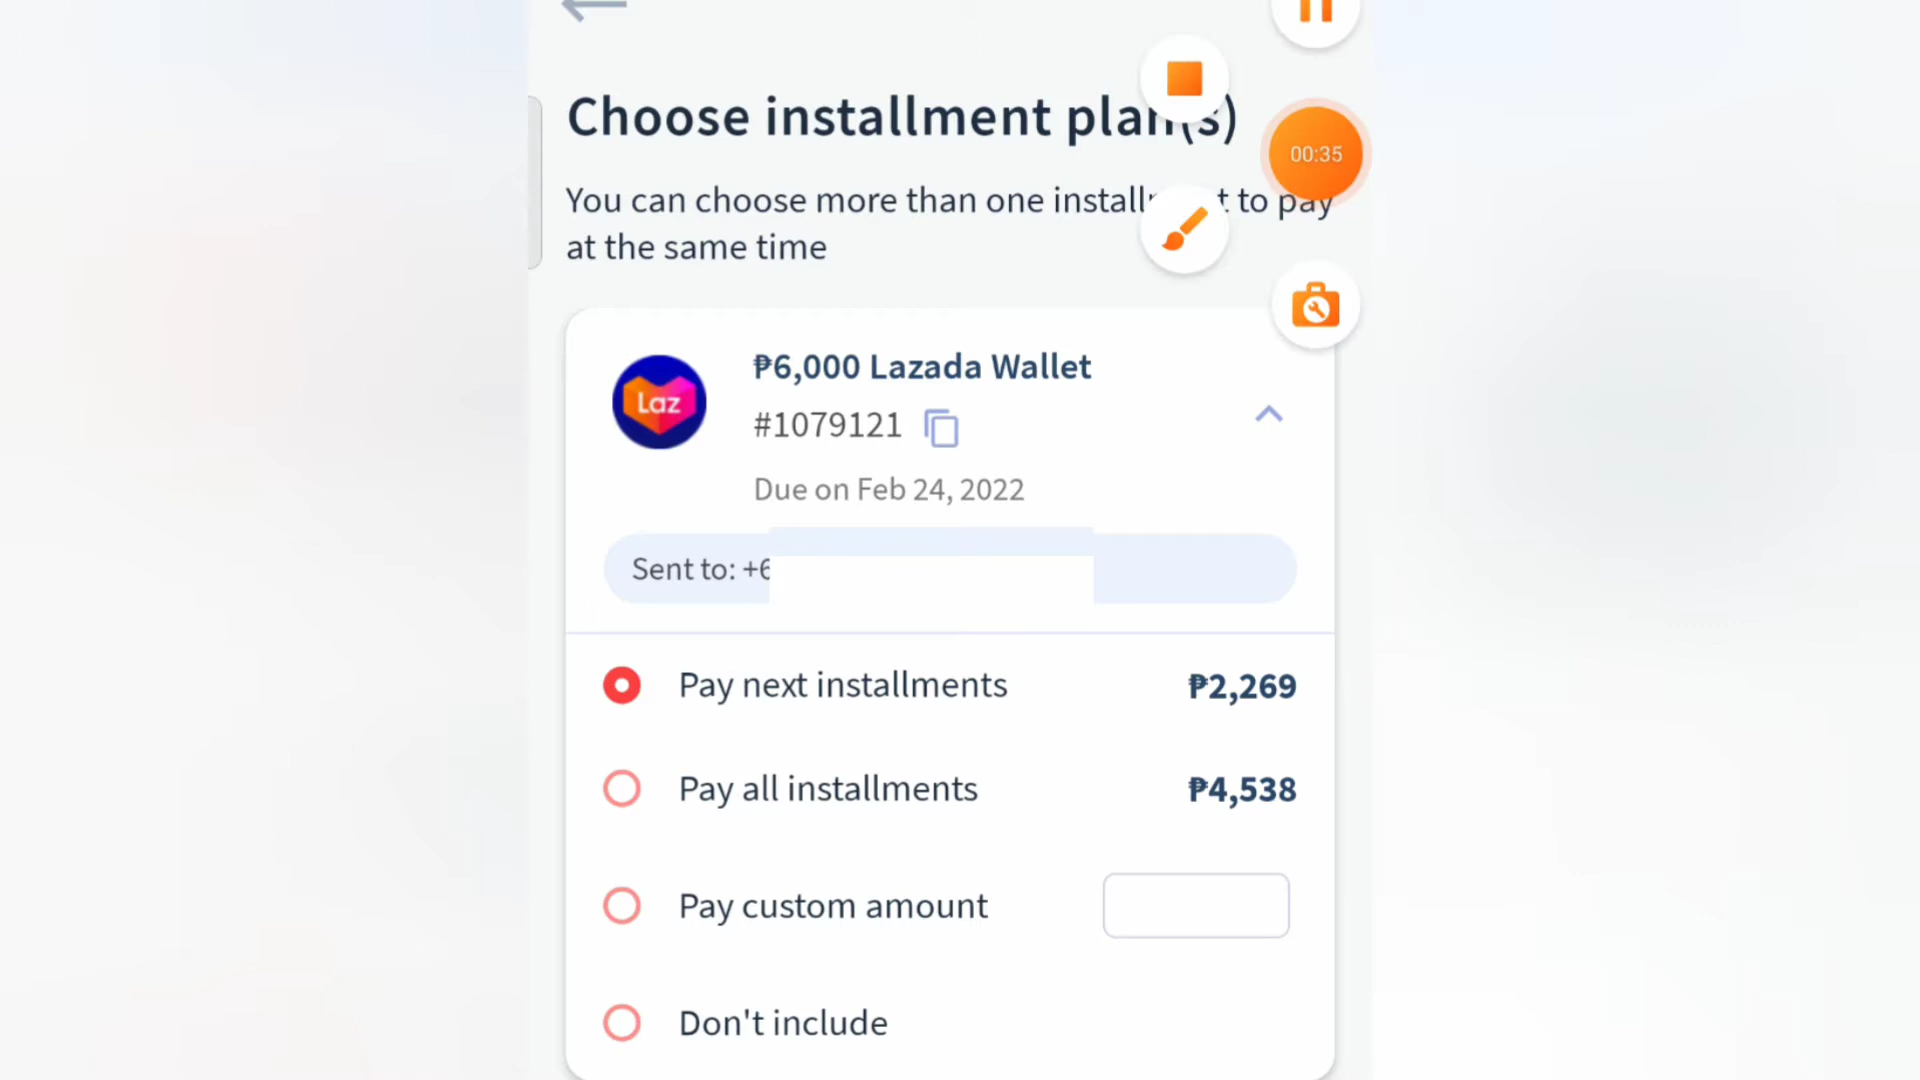 Choose installment plan(s)
00:35
You can choose more than one install t to pay
at the same time
₱6,000 Lazada Wallet
Laz
#1079121
Due on Feb 24, 2022
Sent to: +6
Pay next installments ₱2,269
Pay all installments ₱4,538
Pay custom amount
Don't include